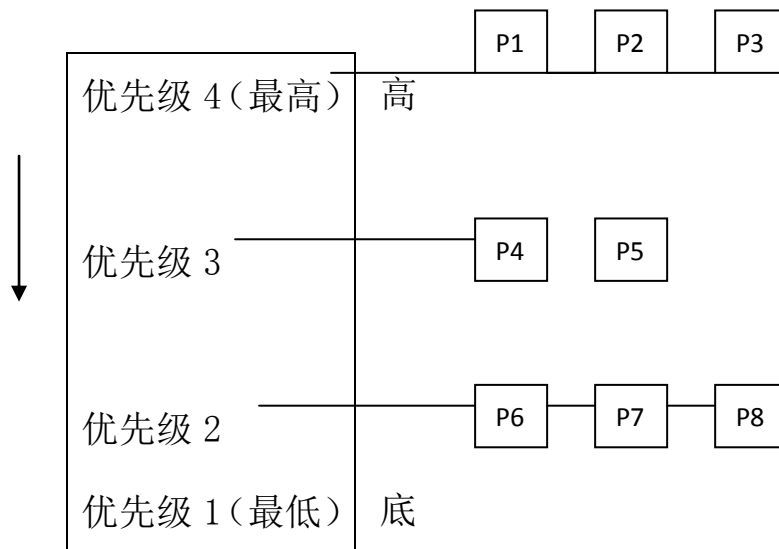 P1 P2 P3
优先级 4（最高） 高
优先级 3 P4 P5
优先级 2 P6 P7 P8
优先级 1（最低） 底